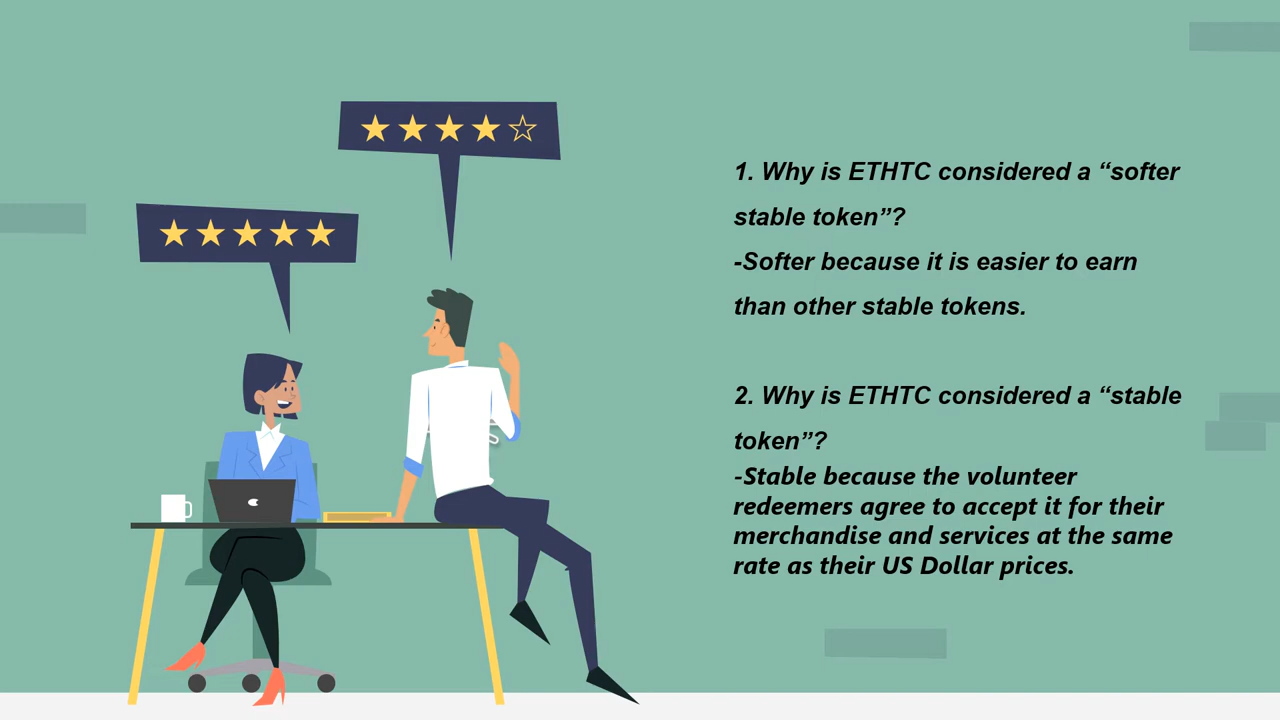 1. Why is ETHTC considered a “softer
stable token”?
-Softer because it is easier to earn
than other stable tokens.
2. Why is ETHTC considered a “stable
token”?
-Stable because the volunteer
redeemers agree to accept it for their
merchandise and services at the same
rate as their US Dollar prices.